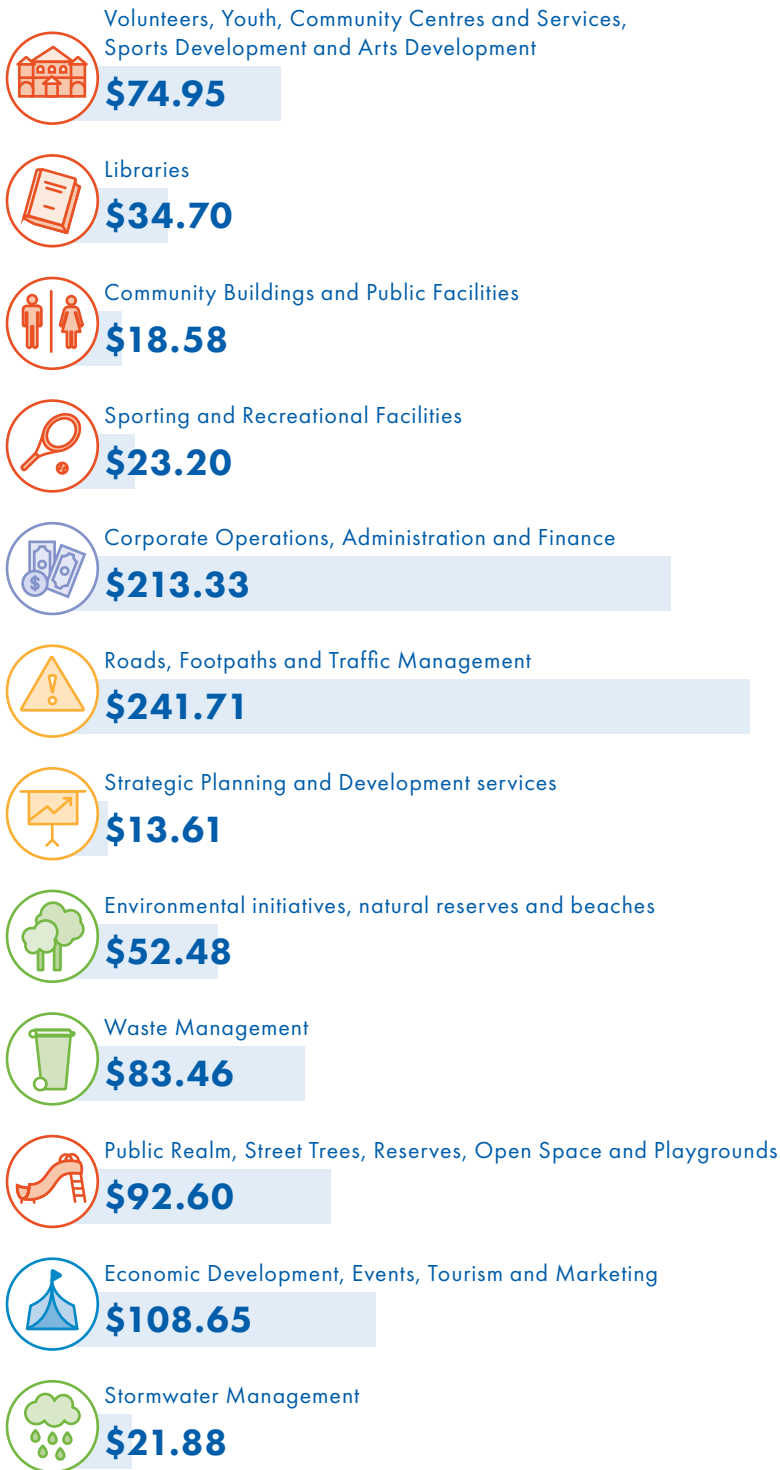 Volunteers, Youth, Community Centres and Services,
Sports Development and Arts Development
$74.95
Libraries
$34.70
Community Buildings and Public Facilities
$18.58
Sporting and Recreational Facilities
$23.20
Corporate Operations, Administration and Finance
$
$213.33
Roads, Footpaths and Traffic Management
!
$241.71
Strategic Planning and Development services
$13.61
Environmental initiatives, natural reserves and beaches
$52.48
Waste Management
$83.46
Public Realm, Street Trees, Reserves, Open Space and Playgrounds
$92.60
Economic Development, Events, Tourism and Marketing
$108.65
Stormwater Management
$21.88